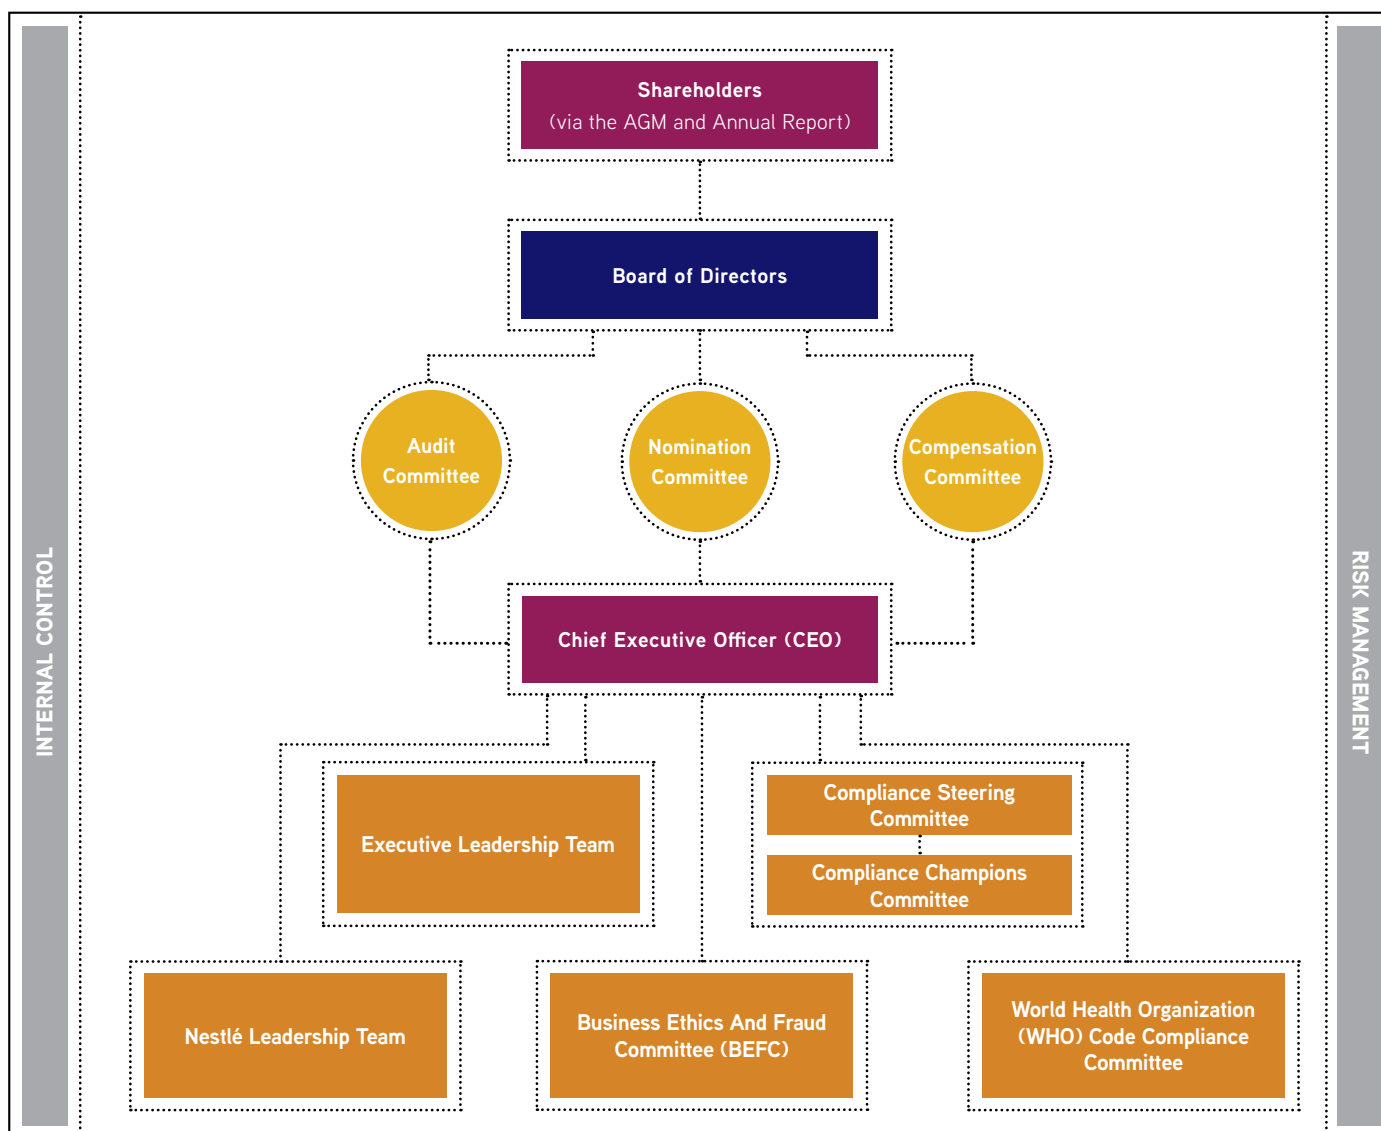 Shareholders
(via the AGM and Annual Report)
Board of Directors
Audit
Committee
Nomination
Committee
Compensation
Committee
INTERNAL CONTROL
RISK MANAGEMENT
Chief Executive Officer (CEO)
Executive Leadership Team
Compliance Steering
Committee
Compliance Champions
Committee
Nestlé Leadership Team
Business Ethics And Fraud
Committee (BEFC)
World Health Organization
(WHO) Code Compliance
Committee